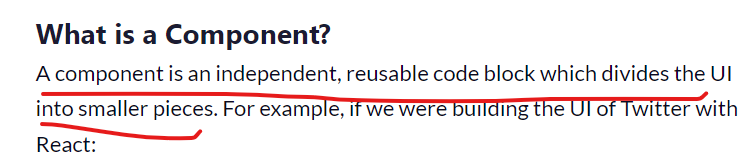 What is a Component?
A component is an independent, reusable code block which divides the UI
into smaller pieces. For example, if we were building the UI of Twitter with
React: